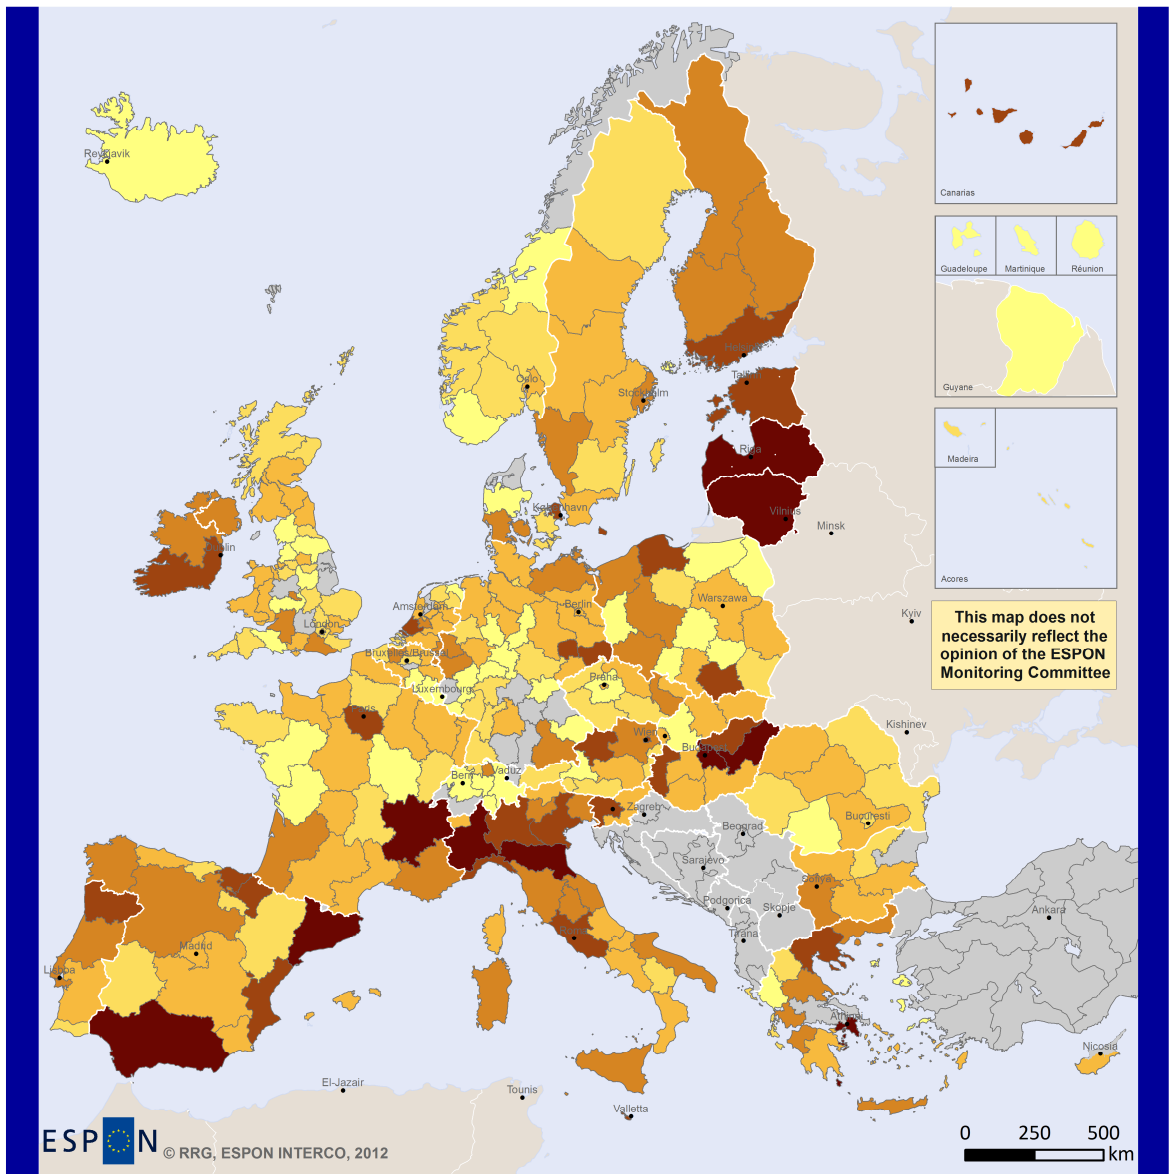 Reykjavik
Canarias
Guadeloupe
Martinique
Réunion
Guyane
Madeira
Acores
Oslo
Stockholm
Helsinki
Tallinn
Riga
Vilnius
Minsk
København
Dublin
London
Amsterdam
Berlin
Warszawa
Kyiv
This map does not
necessarily reflect the
opinion of the ESPON
Monitoring Committee
Bruxelles/Brussel
Luxembourg
Praha
Paris
Kishinev
Wien
Budapest
Bern
Vaduz
Zagreb
Beograd
Bucuresti
Sarajevo
Sofiya
Podgorica
Skopje
Ankara
Tirana
Roma
Madrid
Lisboa
Athinai
Nicosia
El-Jazair
Tounis
Valletta
ESPON
© RRG, ESPON INTERCO, 2012
0 250 500
km